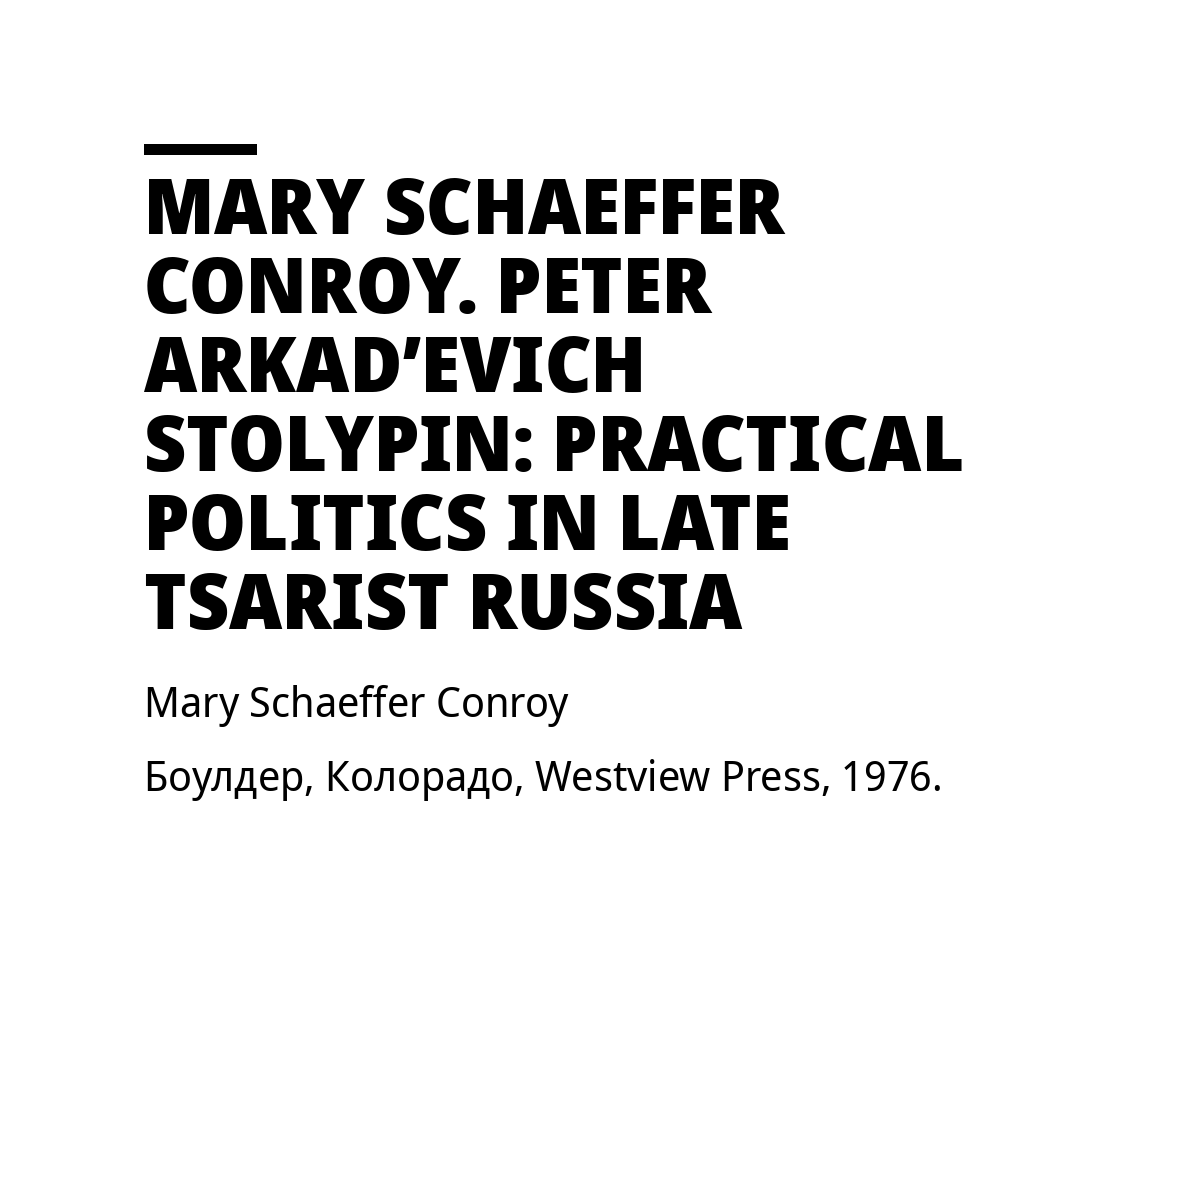 MARY SCHAEFFER
CONROY. PETER
ARKAD’EVICH
STOLYPIN: PRACTICAL
POLITICS IN LATE
TSARIST RUSSIA
Mary Schaeffer Conroy
Боулдер, Колорадо, Westview Press, 1976.